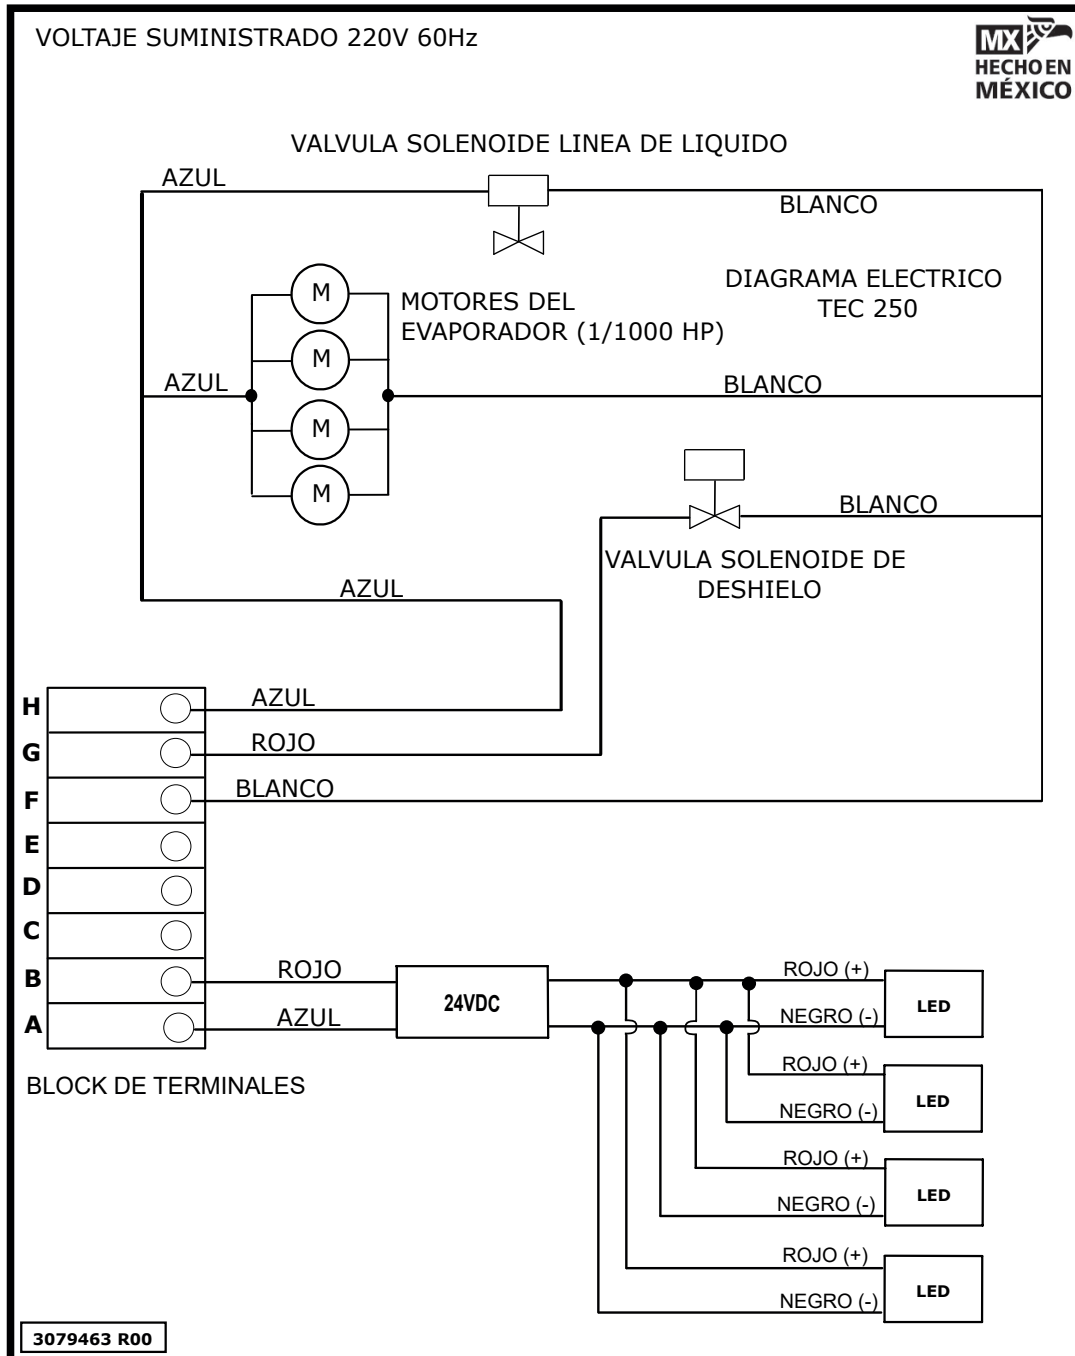 VOLTAJE SUMINISTRADO 220V 60Hz
MX
HECHO EN
MÉXICO
VALVULA SOLENOIDE LINEA DE LIQUIDO
AZUL
BLANCO
DIAGRAMA ELECTRICO
TEC 250
M
MOTORES DEL
EVAPORADOR (1/1000 HP)
M
AZUL
BLANCO
M
M
BLANCO
VALVULA SOLENOIDE DE
DESHIELO
AZUL
H
AZUL
G
ROJO
F
BLANCO
E
D
C
B
ROJO
A
AZUL
24VDC
ROJO (+)
NEGRO (-)
LED
ROJO (+)
NEGRO (-)
LED
ROJO (+)
NEGRO (-)
LED
ROJO (+)
NEGRO (-)
LED
BLOCK DE TERMINALES
3079463 R00